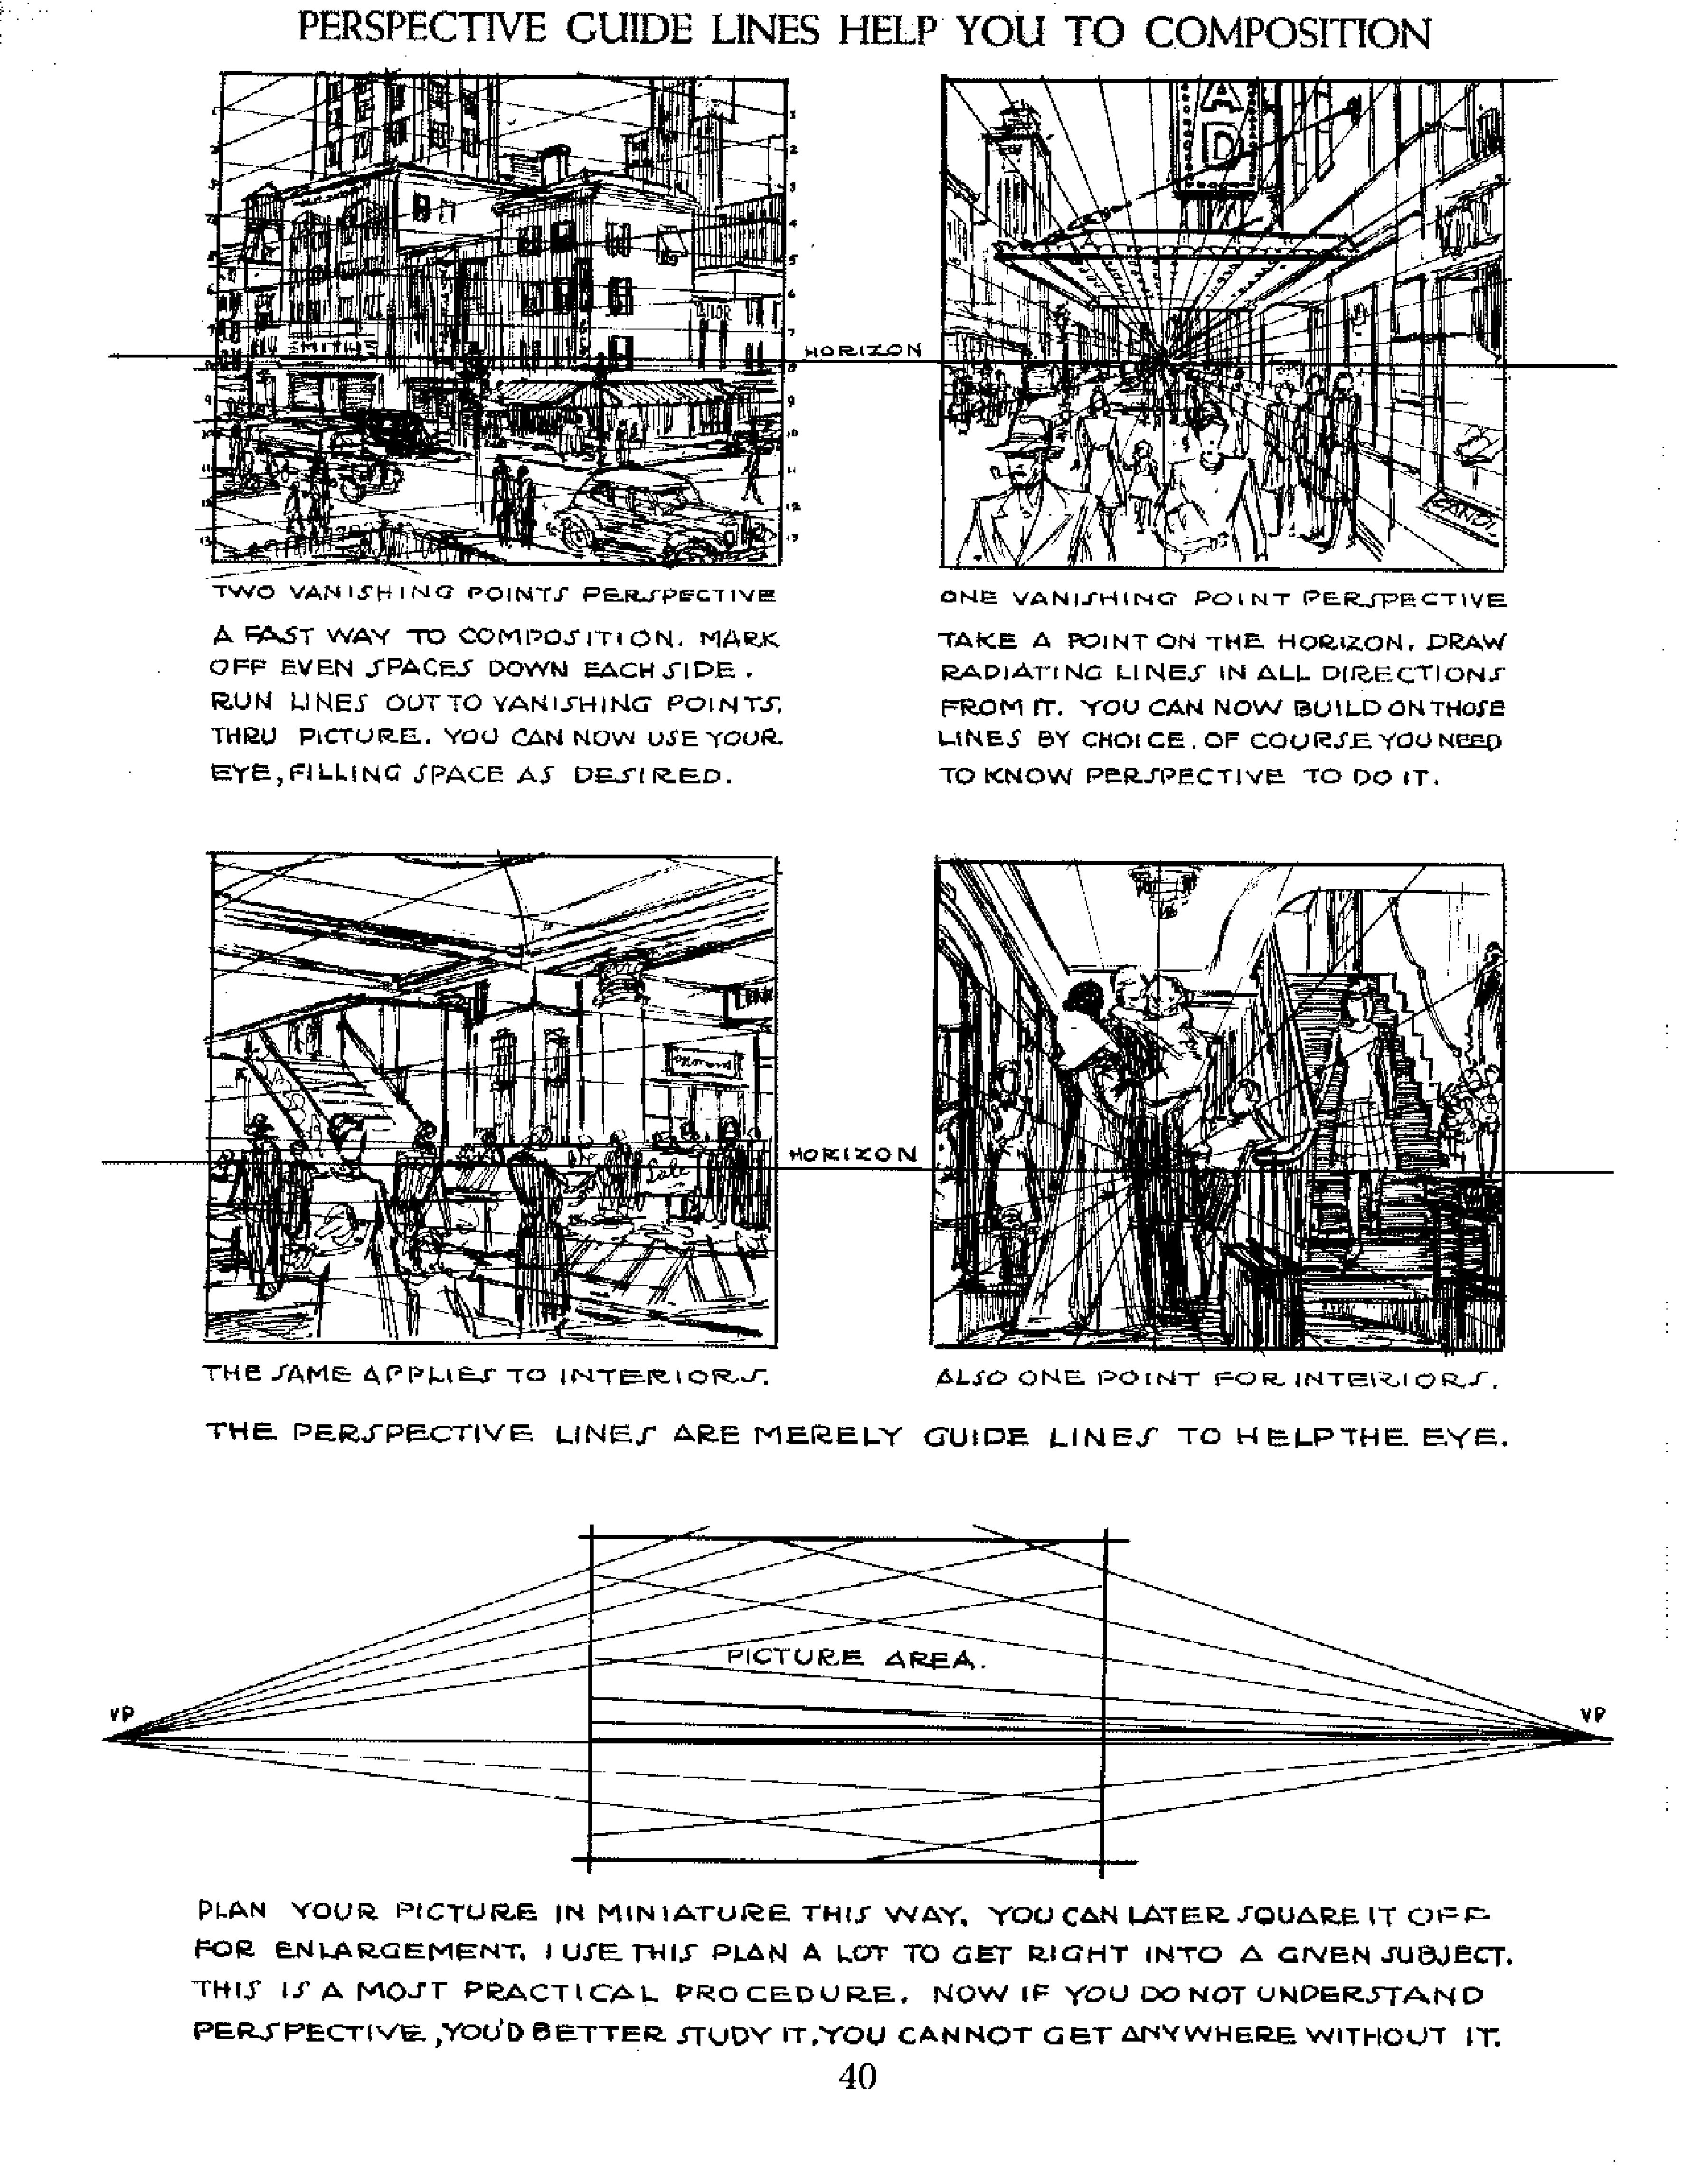 PERSPECTIVE GUIDE LINES HELP YOU TO COMPOSITION
A
D
SMITHS
TAILOR
CANDY
HORIZON
TWO VANISHING POINTS PERSPECTIVE
A FAST WAY TO COMPOSITION. MARK
OFF EVEN SPACES DOWN EACH SIDE.
RUN LINES OUT TO VANISHING POINTS,
THRU PICTURE. YOU CAN NOW USE YOUR
EYE, FILLING SPACE AS DESIRED.
ONE VANISHING POINT PERSPECTIVE
TAKE A POINT ON THE HORIZON. DRAW
RADIATING LINES IN ALL DIRECTIONS
FROM IT. YOU CAN NOW BUILD ON THOSE
LINES BY CHOICE. OF COURSE YOU NEED
TO KNOW PERSPECTIVE TO DO IT.
Sale
HORIZON
THE SAME APPLIES TO INTERIORS.
ALSO ONE POINT FOR INTERIORS.
THE PERSPECTIVE LINES ARE MERELY GUIDE LINES TO HELP THE EYE.
PICTURE AREA.
VP
VP
PLAN YOUR PICTURE IN MINIATURE THIS WAY. YOU CAN LATER SQUARE IT OFF
FOR ENLARGEMENT. I USE THIS PLAN A LOT TO GET RIGHT INTO A GIVEN SUBJECT.
THIS IS A MOST PRACTICAL PROCEDURE. NOW IF YOU DO NOT UNDERSTAND
PERSPECTIVE, YOU'D BETTER STUDY IT. YOU CANNOT GET ANYWHERE WITHOUT IT.
40